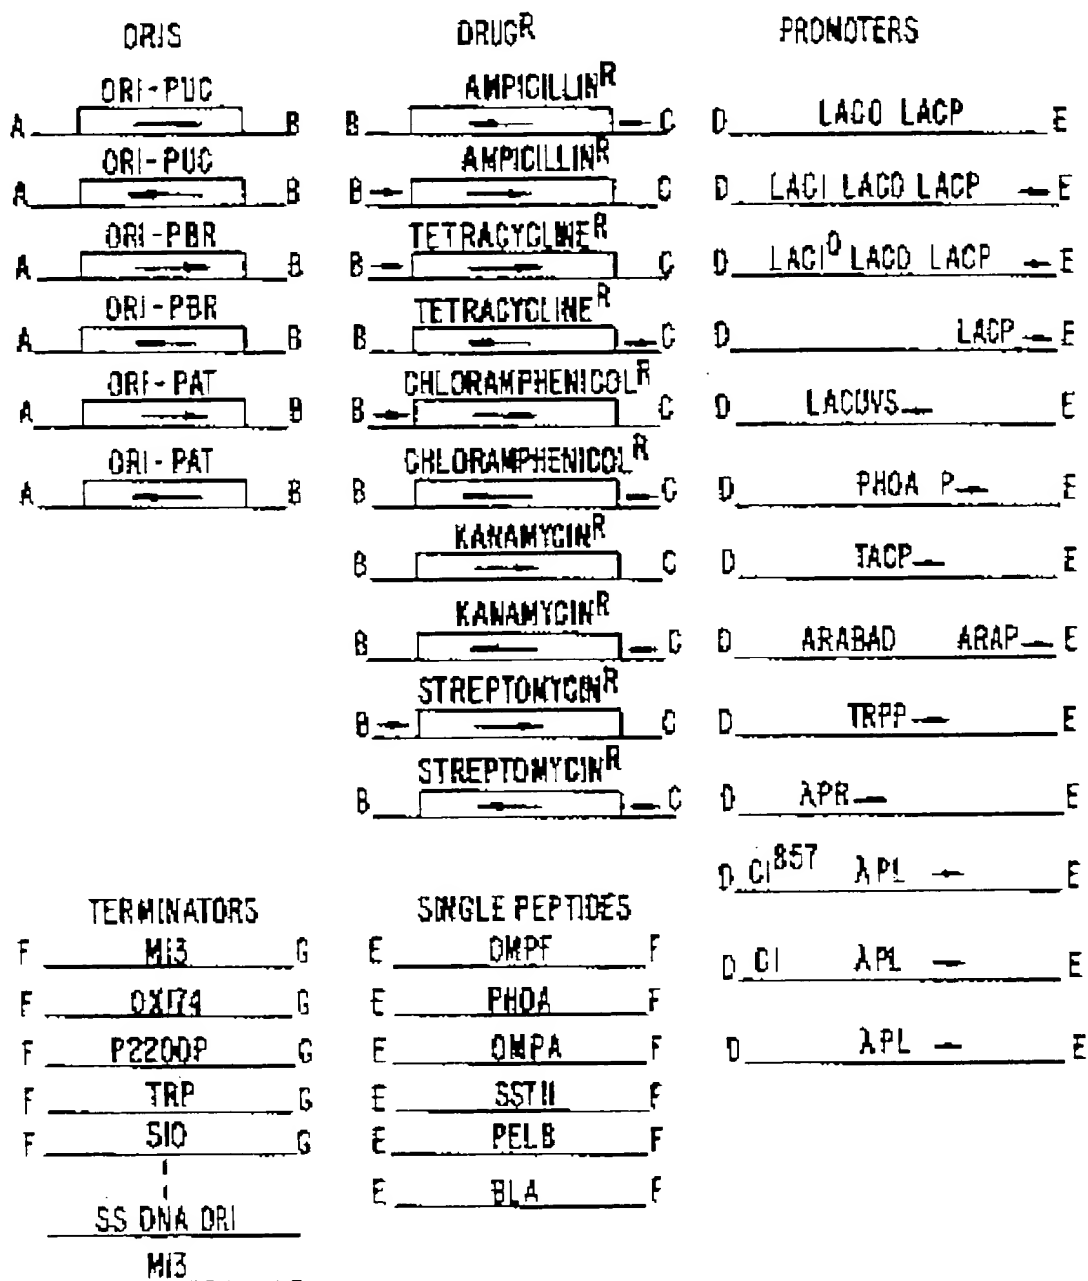 ORIS
ORI-PUC
A B
ORI-PUC
A B
ORI-PBR
A B
ORI-PBR
A B
ORI-PAT
A B
ORI-PAT
A B
DRUGR
AMPICILLINR
B C
AMPICILLINR
B C
TETRACYCLINER
B C
TETRACYCLINER
B C
CHLORAMPHENICOLR
B C
CHLORAMPHENICOLR
B C
KANAMYCINR
B C
KANAMYCINR
B C
STREPTOMYCINR
B C
STREPTOMYCINR
B C
PROMOTERS
D LACO LACP E
D LACI LACO LACP E
D LACIQ LACO LACP E
D LACP E
D LACUV5 E
D PHOA P E
D TACP E
D ARABAD ARAP E
D TRPP E
D λPR E
D CI857 λPL E
D CI λPL E
D λPL E
TERMINATORS
F M13 G
F OX174 G
F P22OOP G
F TRP G
F S10 G
SS DNA ORI
M13
SINGLE PEPTIDES
E OMPF F
E PHOA F
E OMPA F
E SSTII F
E PELB F
E BLA F